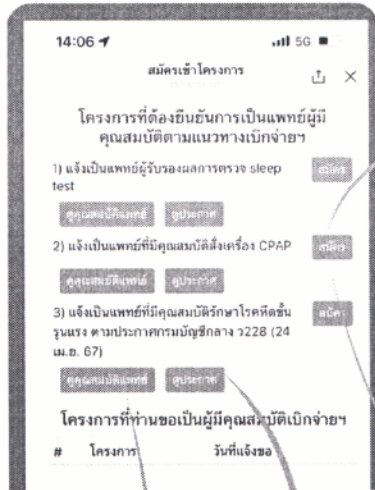 14:06
5G
สมัครเข้าโครงการ
โครงการที่ต้องยืนยันการเป็นแพทย์ผู้มี
คุณสมบัติตามแนวทางเบิกจ่ายฯ
1) แจ้งเป็นแพทย์ผู้รับรองผลการตรวจ sleep
test
สมัคร
ดูคุณสมบัติแพทย์ ดูประกาศ
2) แจ้งเป็นแพทย์ที่มีคุณสมบัติสั่งเครื่อง CPAP
สมัคร
ดูคุณสมบัติแพทย์ ดูประกาศ
3) แจ้งเป็นแพทย์ที่มีคุณสมบัติรักษาโรคหืดขั้น
รุนแรง ตามประกาศกรมบัญชีกลาง ว228 (24
เม.ย. 67)
สมัคร
ดูคุณสมบัติแพทย์ ดูประกาศ
โครงการที่ท่านขอเป็นผู้มีคุณสมบัติเบิกจ่ายฯ
# โครงการ วันที่แจ้งขอ